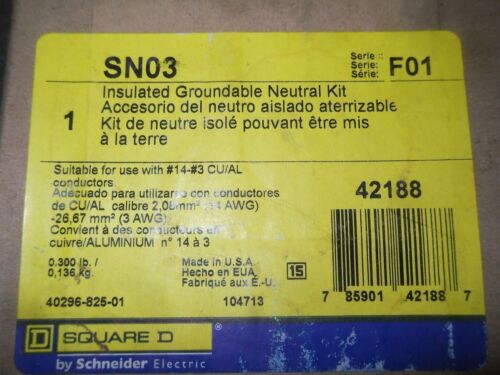 SN03
Serie :
Serie:
Série:
F01
1
Insulated Groundable Neutral Kit
Accesorio del neutro aislado aterrizable
Kit de neutre isolé pouvant être mis
à la terre
Suitable for use with #14-#3 CU/AL
conductors.
Adecuado para utilizarse con conductores
de CU/AL calibre 2,08mm² (14 AWG)
-26,67 mm² (3 AWG).
Convient à des conducteurs en
cuivre/ALUMINIUM n° 14 à 3
42188
0.300 lb. /
0,136 kg.
Made in U.S.A.
Hecho en EUA
Fabriqué aux É.-U.
15
40296-825-01
104713
7 85901 42188 7
D SQUARE D
by Schneider Electric